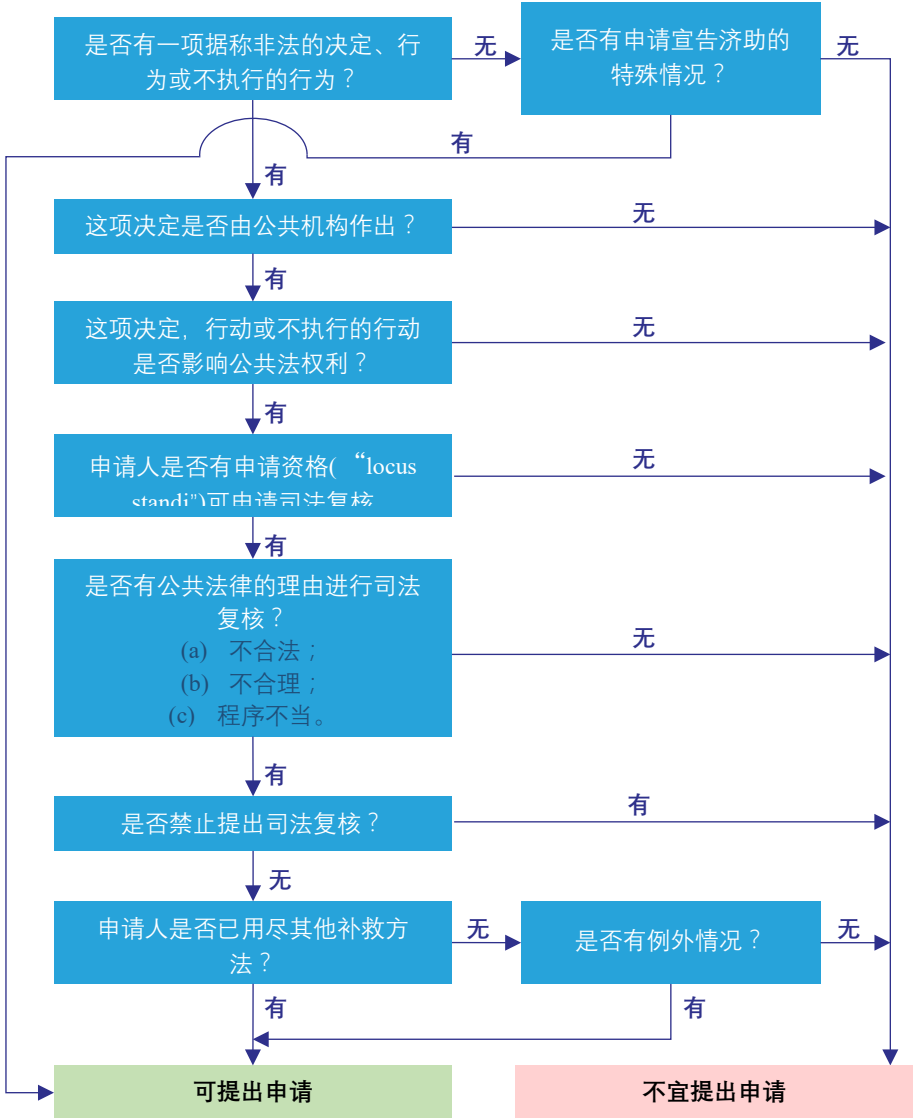 是否有一项据称非法的决定、行
为或不执行的行为？
无
是否有申请宣告济助的
特殊情况？
无
有
有
这项决定是否由公共机构作出？
无
有
这项决定，行动或不执行的行动
是否影响公共法权利？
无
有
申请人是否有申请资格( “locus
standi”)可申请司法复核
无
有
是否有公共法律的理由进行司法
复核？
(a) 不合法；
(b) 不合理；
(c) 程序不当。
无
有
是否禁止提出司法复核？
有
无
申请人是否已用尽其他补救方
法？
无
是否有例外情况？
无
有
有
可提出申请
不宜提出申请